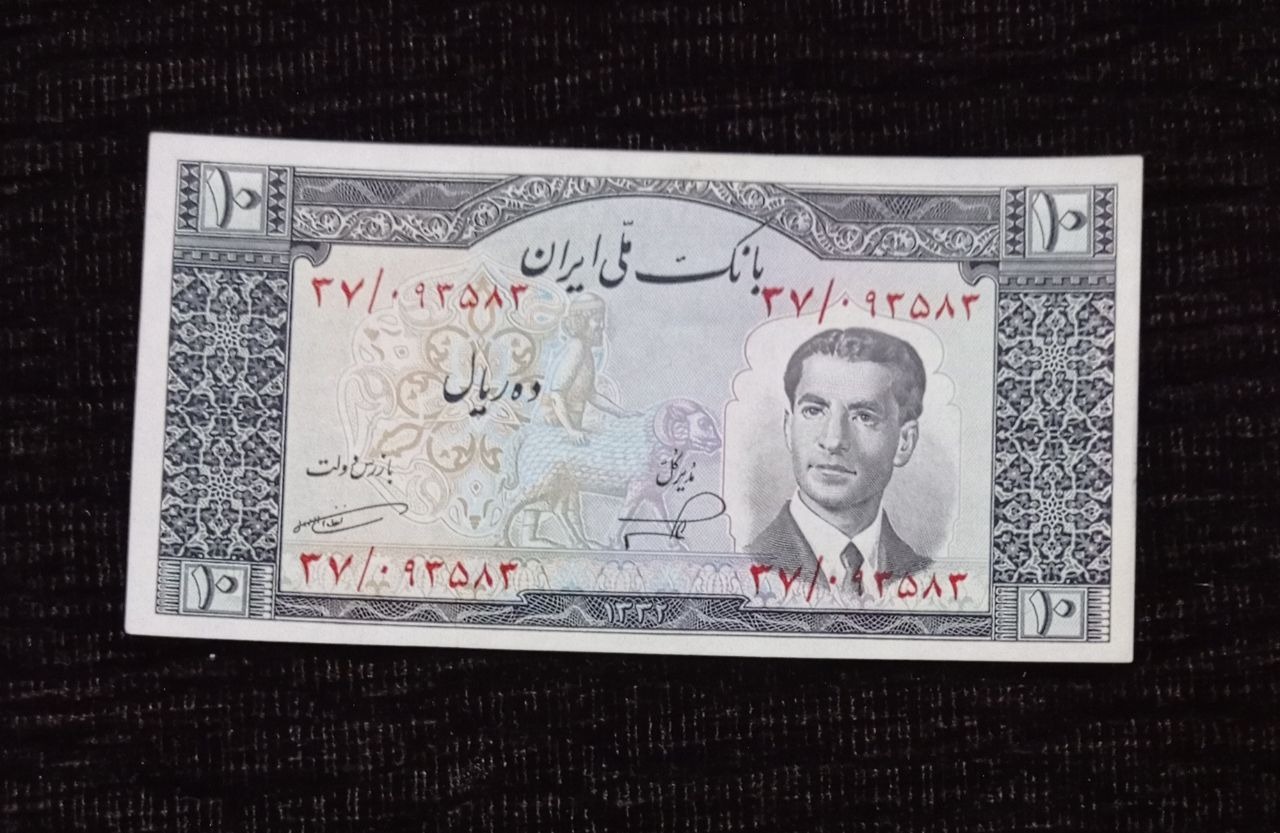 ۱۰ ۱۰
بانک ملّی ایران
۳۷/۰۹۳۵۸۳ ۳۷/۰۹۳۵۸۳
ده ریال
بازرس دولت
مدیر کل
۳۷/۰۹۳۵۸۳ ۳۷/۰۹۳۵۸۳
۱۰ ۱۳۳۲ ۱۰